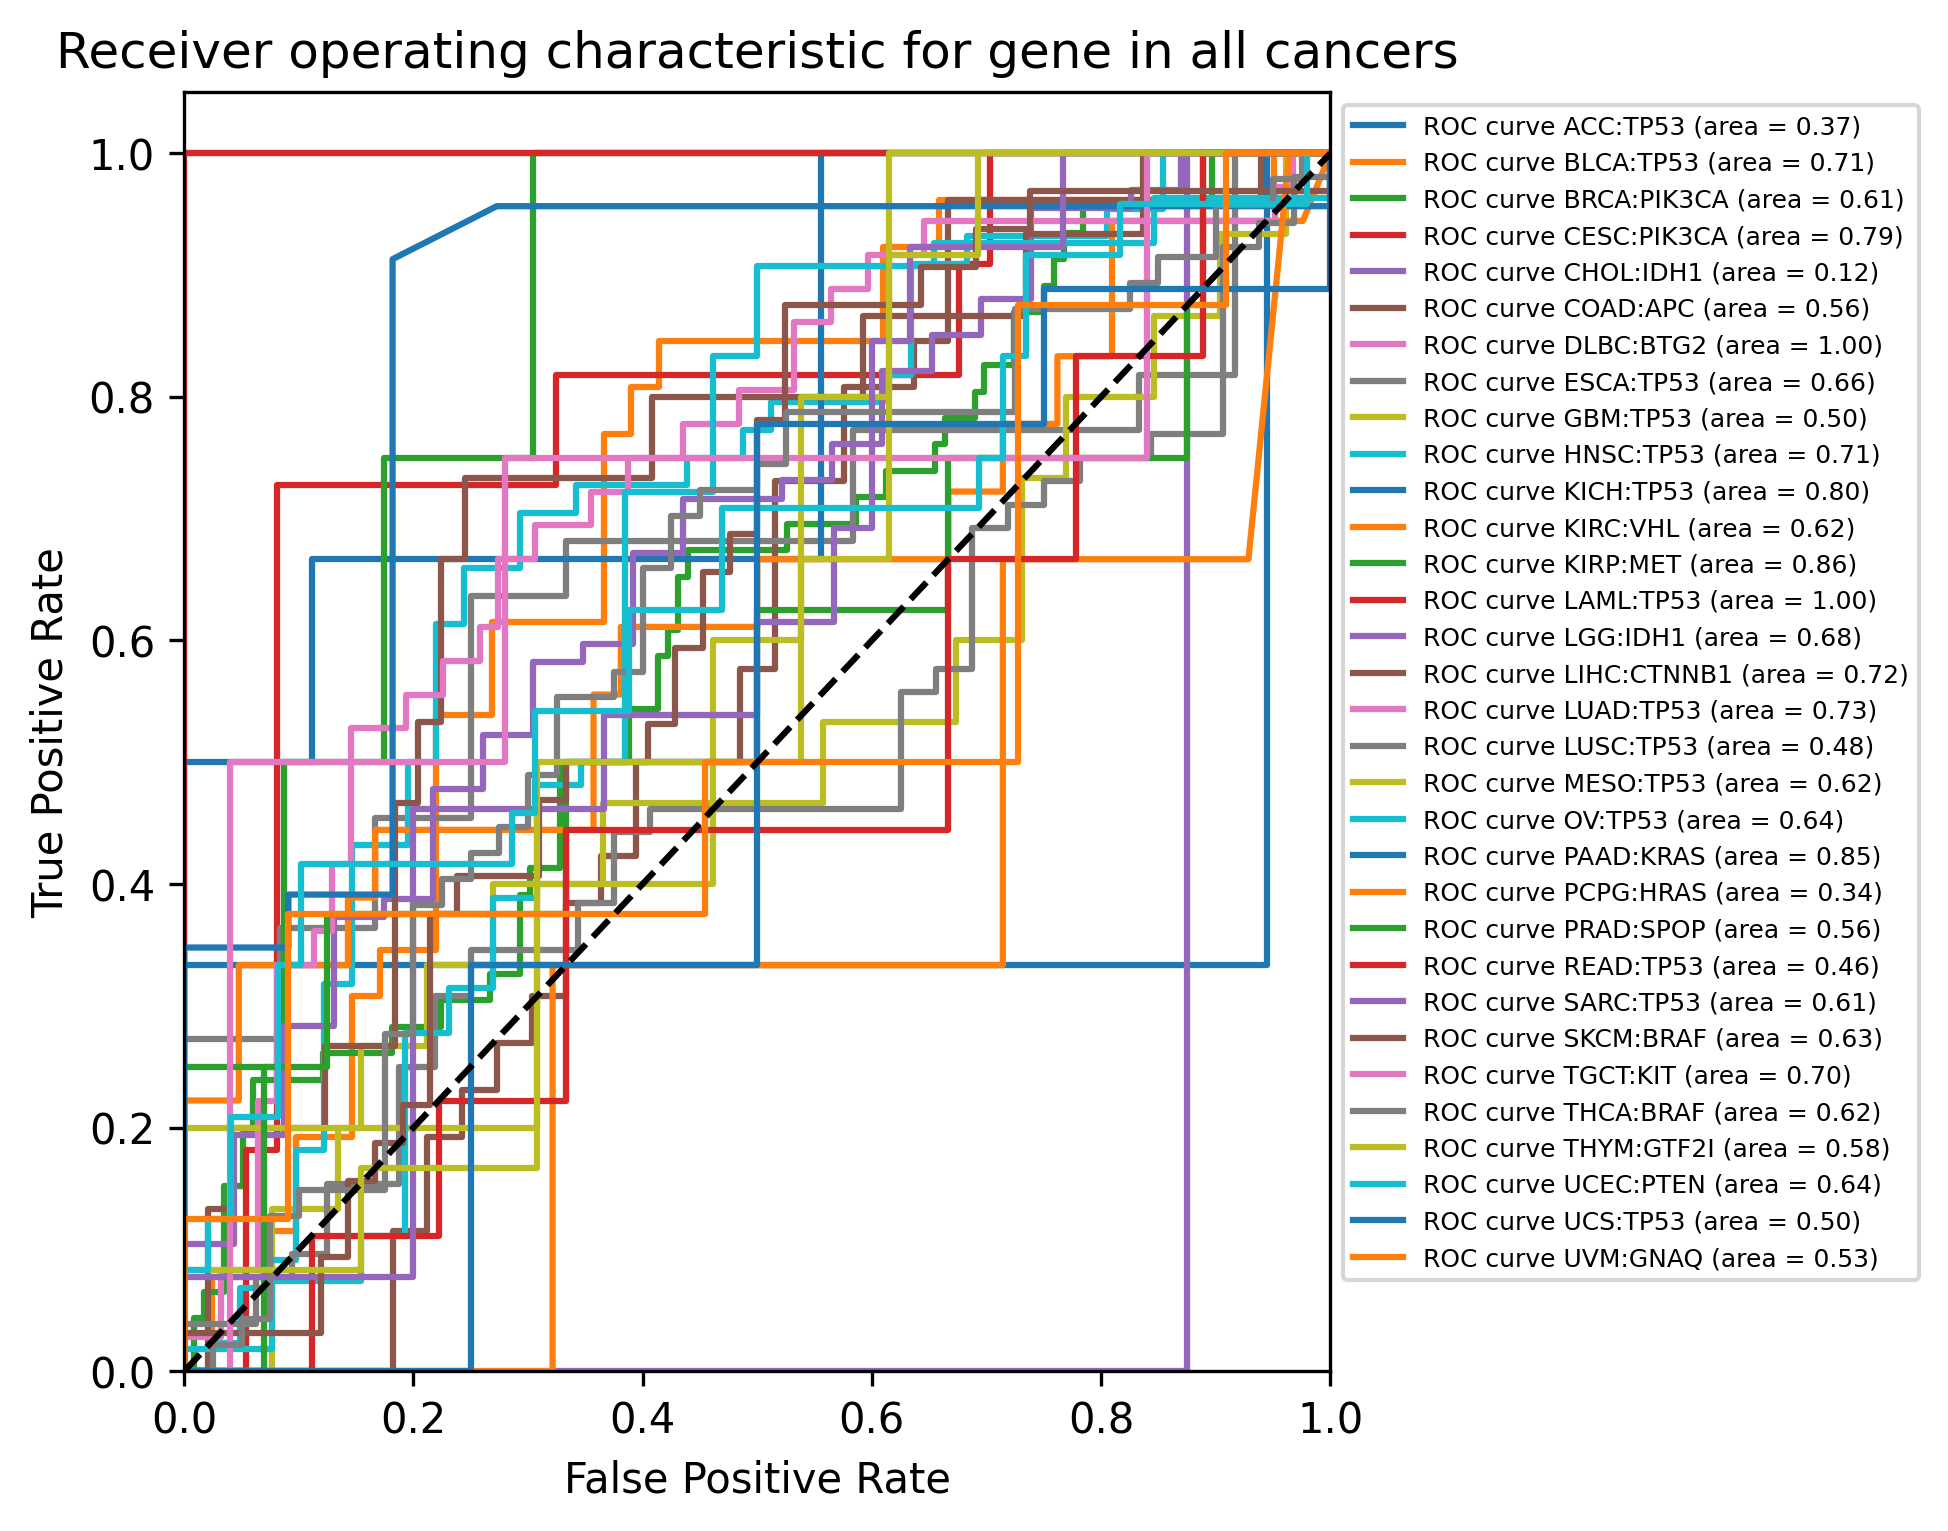 Receiver operating characteristic for gene in all cancers
1.0
0.8
0.6
0.4
0.2
0.0
True Positive Rate
0.0 0.2 0.4 0.6 0.8 1.0
False Positive Rate
ROC curve ACC:TP53 (area = 0.37)
ROC curve BLCA:TP53 (area = 0.71)
ROC curve BRCA:PIK3CA (area = 0.61)
ROC curve CESC:PIK3CA (area = 0.79)
ROC curve CHOL:IDH1 (area = 0.12)
ROC curve COAD:APC (area = 0.56)
ROC curve DLBC:BTG2 (area = 1.00)
ROC curve ESCA:TP53 (area = 0.66)
ROC curve GBM:TP53 (area = 0.50)
ROC curve HNSC:TP53 (area = 0.71)
ROC curve KICH:TP53 (area = 0.80)
ROC curve KIRC:VHL (area = 0.62)
ROC curve KIRP:MET (area = 0.86)
ROC curve LAML:TP53 (area = 1.00)
ROC curve LGG:IDH1 (area = 0.68)
ROC curve LIHC:CTNNB1 (area = 0.72)
ROC curve LUAD:TP53 (area = 0.73)
ROC curve LUSC:TP53 (area = 0.48)
ROC curve MESO:TP53 (area = 0.62)
ROC curve OV:TP53 (area = 0.64)
ROC curve PAAD:KRAS (area = 0.85)
ROC curve PCPG:HRAS (area = 0.34)
ROC curve PRAD:SPOP (area = 0.56)
ROC curve READ:TP53 (area = 0.46)
ROC curve SARC:TP53 (area = 0.61)
ROC curve SKCM:BRAF (area = 0.63)
ROC curve TGCT:KIT (area = 0.70)
ROC curve THCA:BRAF (area = 0.62)
ROC curve THYM:GTF2I (area = 0.58)
ROC curve UCEC:PTEN (area = 0.64)
ROC curve UCS:TP53 (area = 0.50)
ROC curve UVM:GNAQ (area = 0.53)